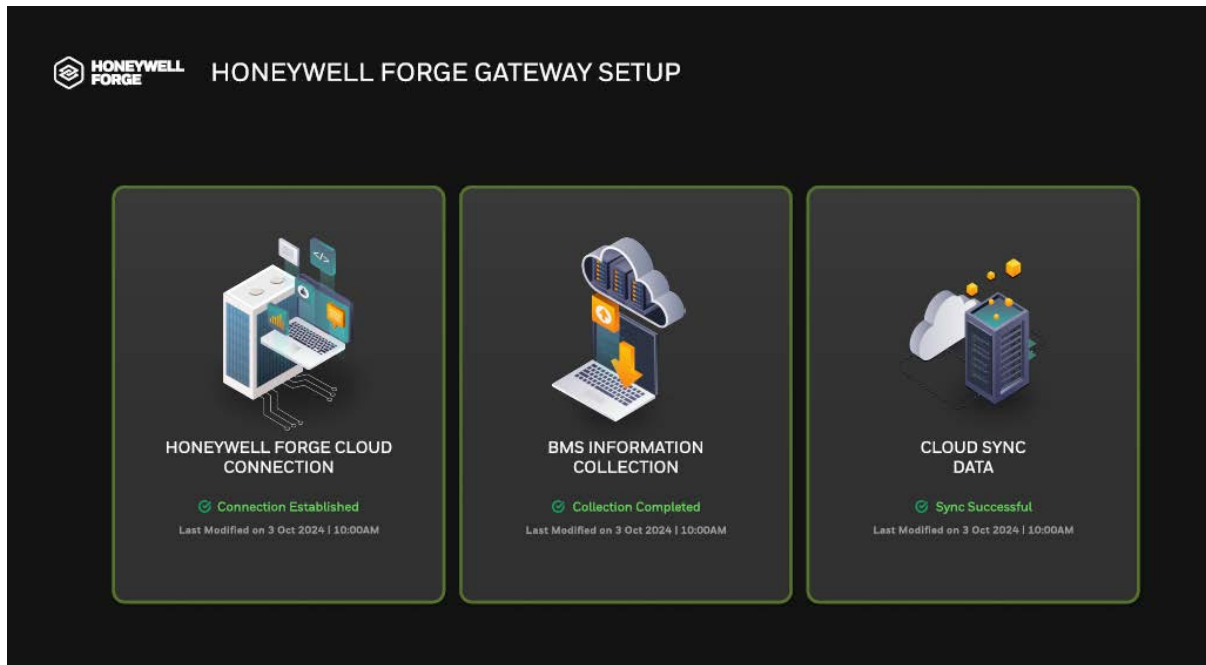 HONEYWELL
FORGE
HONEYWELL FORGE GATEWAY SETUP
</>
HONEYWELL FORGE CLOUD
CONNECTION
Connection Established
Last Modified on 3 Oct 2024 | 10:00AM
BMS INFORMATION
COLLECTION
Collection Completed
Last Modified on 3 Oct 2024 | 10:00AM
CLOUD SYNC
DATA
Sync Successful
Last Modified on 3 Oct 2024 | 10:00AM